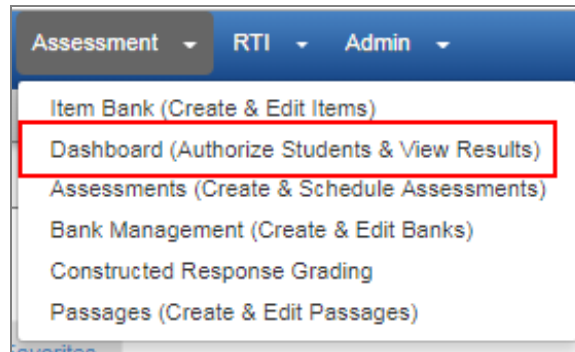 Assessment RTI Admin
Item Bank (Create & Edit Items)
Dashboard (Authorize Students & View Results)
Assessments (Create & Schedule Assessments)
Bank Management (Create & Edit Banks)
Constructed Response Grading
Passages (Create & Edit Passages)
Favorites